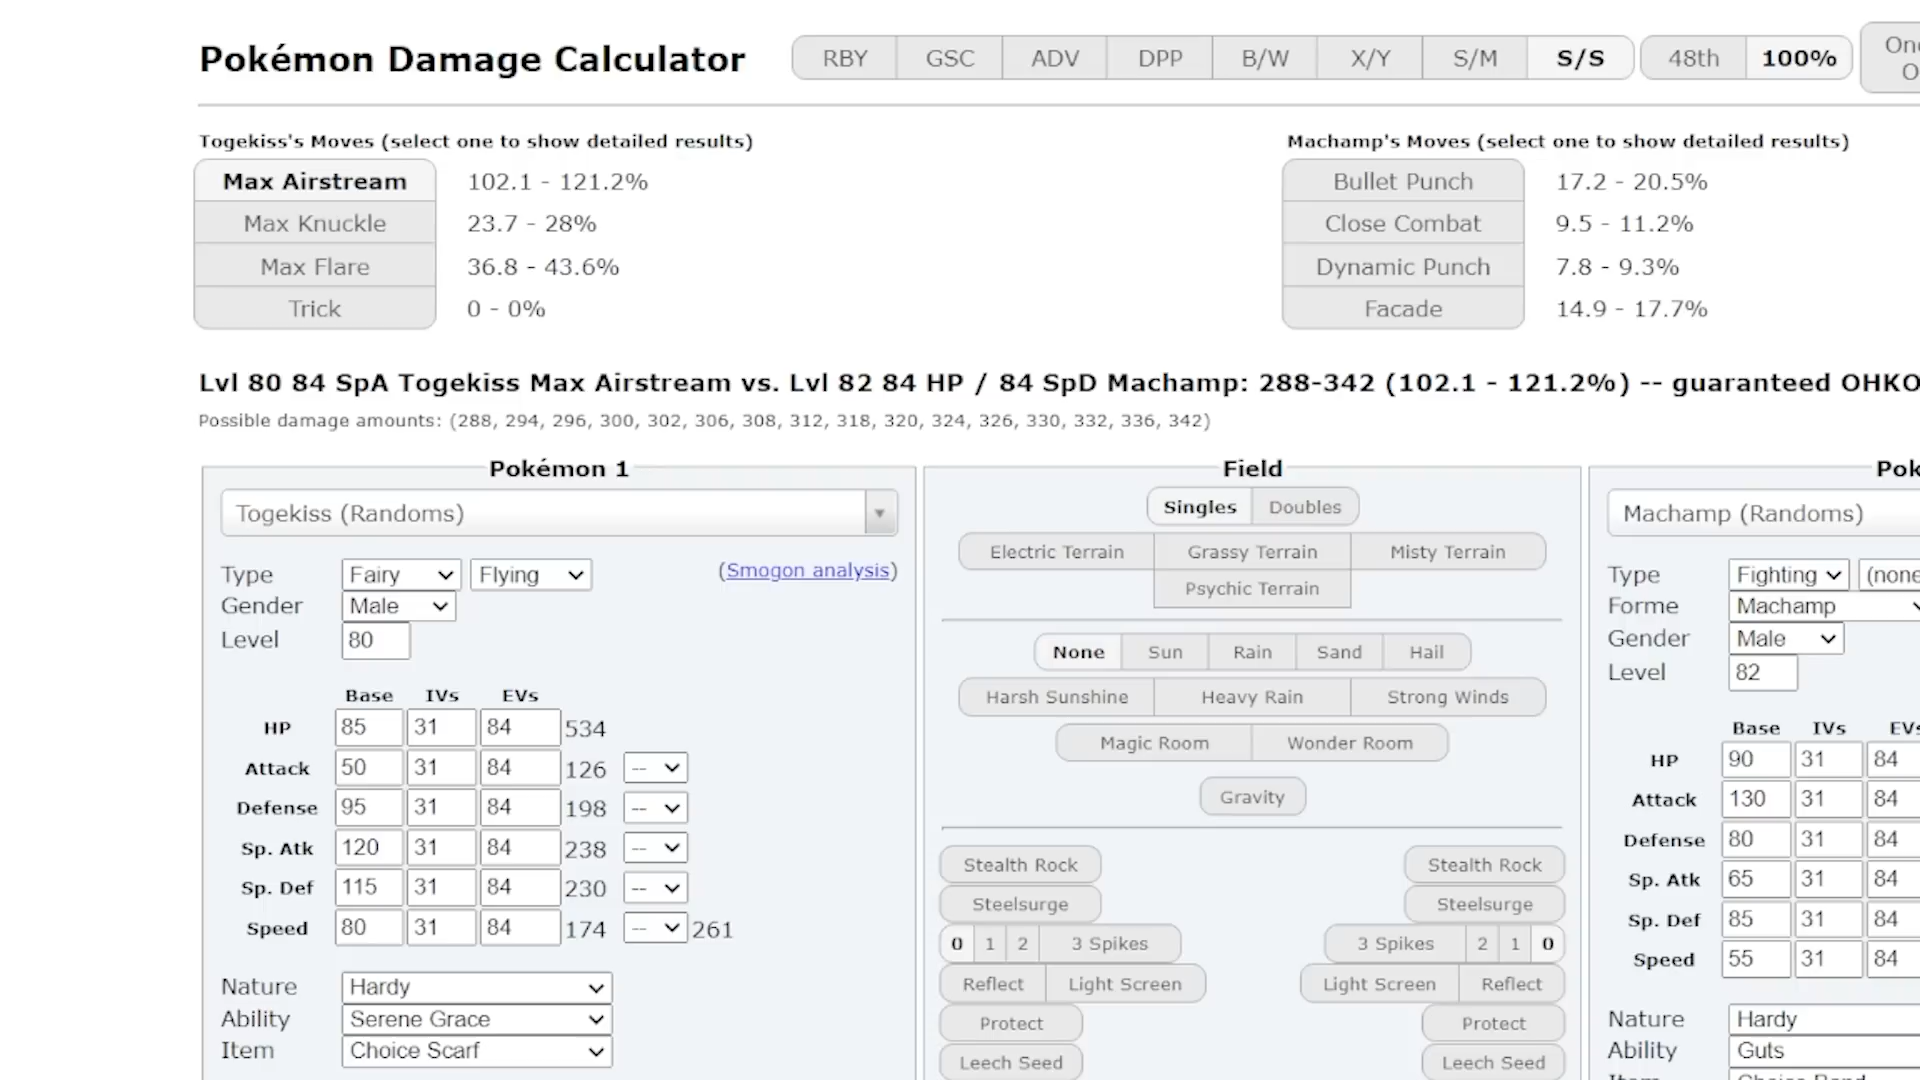 Pokémon Damage Calculator
RBY GSC ADV DPP B/W X/Y S/M S/S 48th 100%
Togekiss's Moves (select one to show detailed results)
Max Airstream 102.1 - 121.2%
Max Knuckle 23.7 - 28%
Max Flare 36.8 - 43.6%
Trick 0 - 0%
Machamp's Moves (select one to show detailed results)
Bullet Punch 17.2 - 20.5%
Close Combat 9.5 - 11.2%
Dynamic Punch 7.8 - 9.3%
Facade 14.9 - 17.7%
Lvl 80 84 SpA Togekiss Max Airstream vs. Lvl 82 84 HP / 84 SpD Machamp: 288-342 (102.1 - 121.2%) -- guaranteed OHKO
Possible damage amounts: (288, 294, 296, 300, 302, 306, 308, 312, 318, 320, 324, 326, 330, 332, 336, 342)
Pokémon 1
Togekiss (Randoms)
Type Fairy Flying (Smogon analysis)
Gender Male
Level 80
Base IVs EVs
HP 85 31 84 534
Attack 50 31 84 126 --
Defense 95 31 84 198 --
Sp. Atk 120 31 84 238 --
Sp. Def 115 31 84 230 --
Speed 80 31 84 174 -- 261
Nature Hardy
Ability Serene Grace
Item Choice Scarf
Field
Singles Doubles
Electric Terrain Grassy Terrain Misty Terrain
Psychic Terrain
None Sun Rain Sand Hail
Harsh Sunshine Heavy Rain Strong Winds
Magic Room Wonder Room
Gravity
Stealth Rock Stealth Rock
Steelsurge Steelsurge
0 1 2 3 Spikes 3 Spikes 2 1 0
Reflect Light Screen Light Screen Reflect
Protect Protect
Leech Seed Leech Seed
Pok
Machamp (Randoms)
Type Fighting (none
Forme Machamp
Gender Male
Level 82
Base IVs EVs
HP 90 31 84
Attack 130 31 84
Defense 80 31 84
Sp. Atk 65 31 84
Sp. Def 85 31 84
Speed 55 31 84
Nature Hardy
Ability Guts